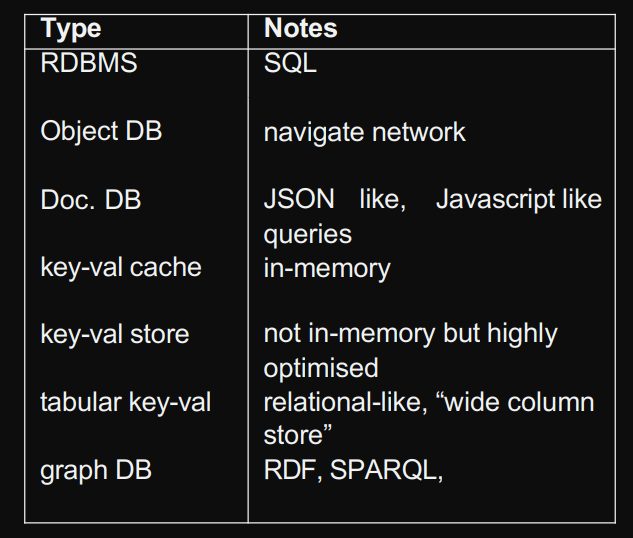 Type Notes
RDBMS SQL
Object DB navigate network
Doc. DB JSON like, Javascript like
queries
key-val cache in-memory
key-val store not in-memory but highly
optimised
tabular key-val relational-like, “wide column
store”
graph DB RDF, SPARQL,